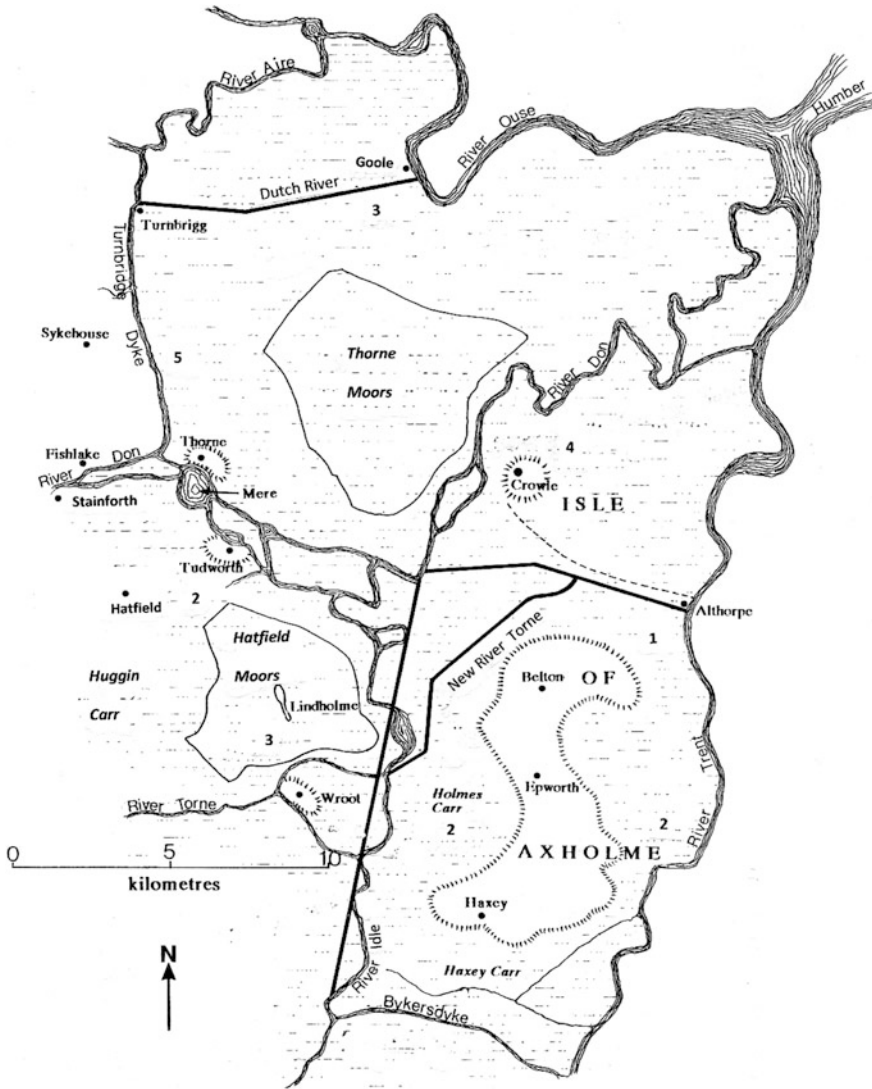 River Aire
Humber
River Ouse
Goole
Dutch River
3
Turnbrigg
Turnbridge
Dyke
Sykehouse
Thorne
Moors
5
River Don
Thorne
Fishlake
River Don
4
Crowle
Mere
ISLE
Stainforth
Tudworth
Hatfield
2
Althorpe
Hatfield
Moors
New River Torne
1
Belton
OF
Huggin
Carr
Lindholme
3
River Trent
Epworth
Wroot
River Torne
Holmes
Carr
2
2
AXHOLME
0
5
10
kilometres
Haxey
N
River Idle
Haxey Carr
Bykersdyke
r